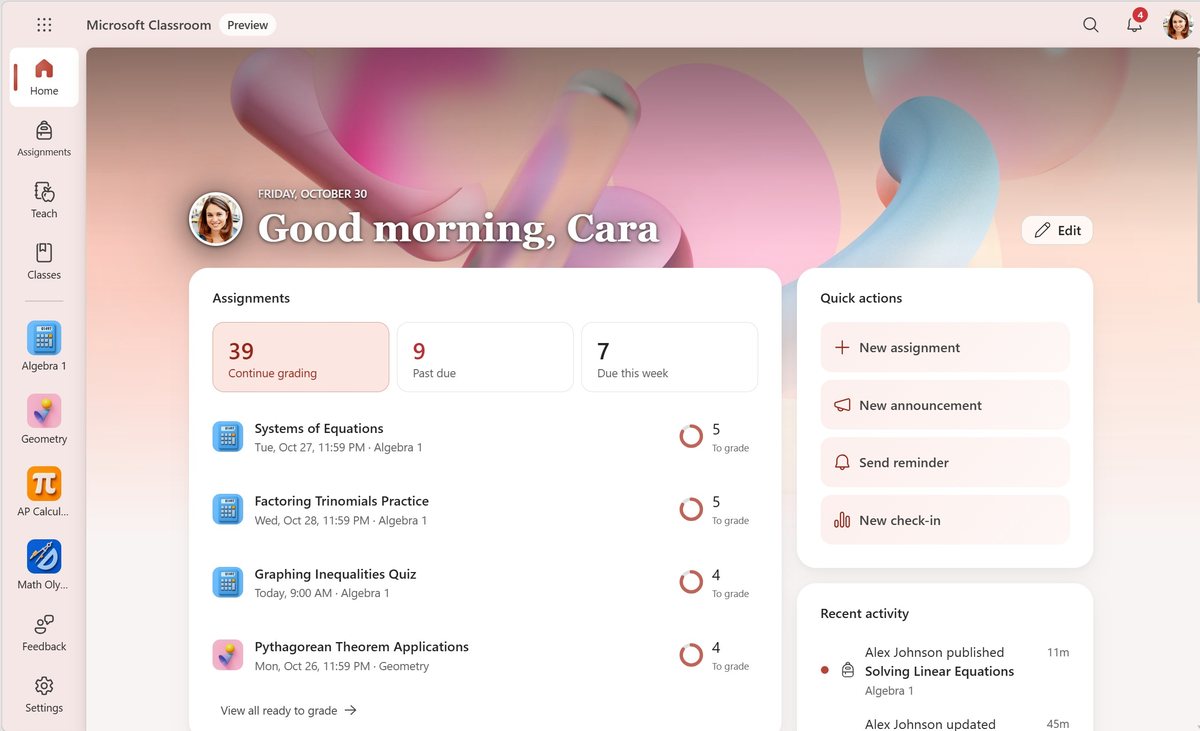 Microsoft Classroom Preview
4
Home
Assignments
Teach
Classes
Algebra 1
Geometry
AP Calcul...
Math Oly...
Feedback
Settings
FRIDAY, OCTOBER 30
Good morning, Cara
Edit
Assignments
39
Continue grading
9
Past due
7
Due this week
Systems of Equations
Tue, Oct 27, 11:59 PM · Algebra 1
5
To grade
Factoring Trinomials Practice
Wed, Oct 28, 11:59 PM · Algebra 1
5
To grade
Graphing Inequalities Quiz
Today, 9:00 AM · Algebra 1
4
To grade
Pythagorean Theorem Applications
Mon, Oct 26, 11:59 PM · Geometry
4
To grade
View all ready to grade →
Quick actions
New assignment
New announcement
Send reminder
New check-in
Recent activity
Alex Johnson published 11m
Solving Linear Equations
Algebra 1
Alex Johnson updated 45m